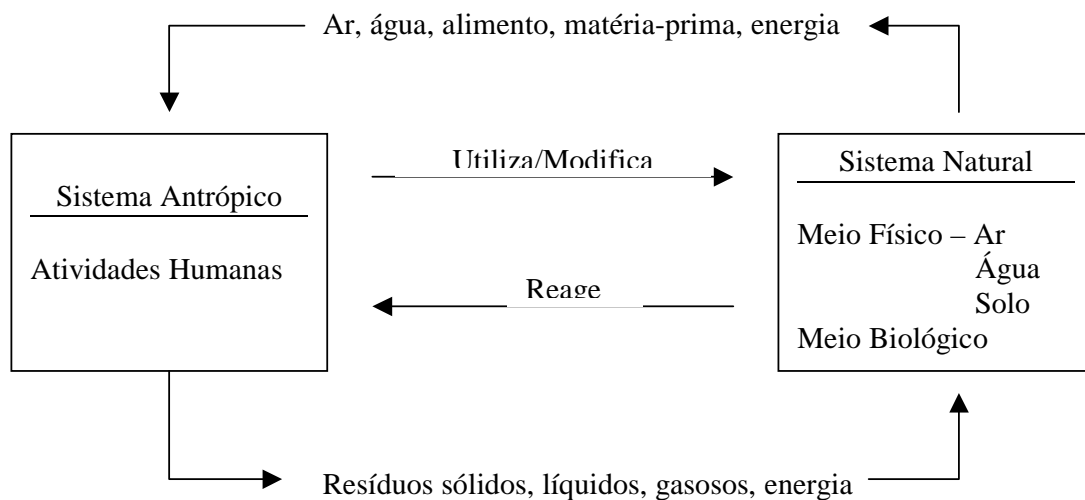 Ar, água, alimento, matéria-prima, energia
Utiliza/Modifica
Sistema Natural
Sistema Antrópico
Meio Físico – Ar
Atividades Humanas
Água
Reage
Solo
Meio Biológico
Resíduos sólidos, líquidos, gasosos, energia